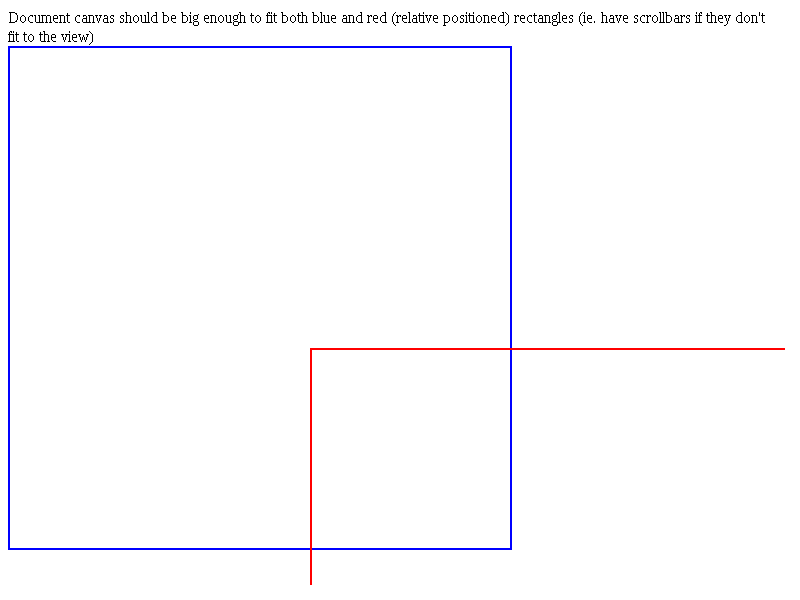 Document canvas should be big enough to fit both blue and red (relative positioned) rectangles (ie. have scrollbars if they don't
fit to the view)